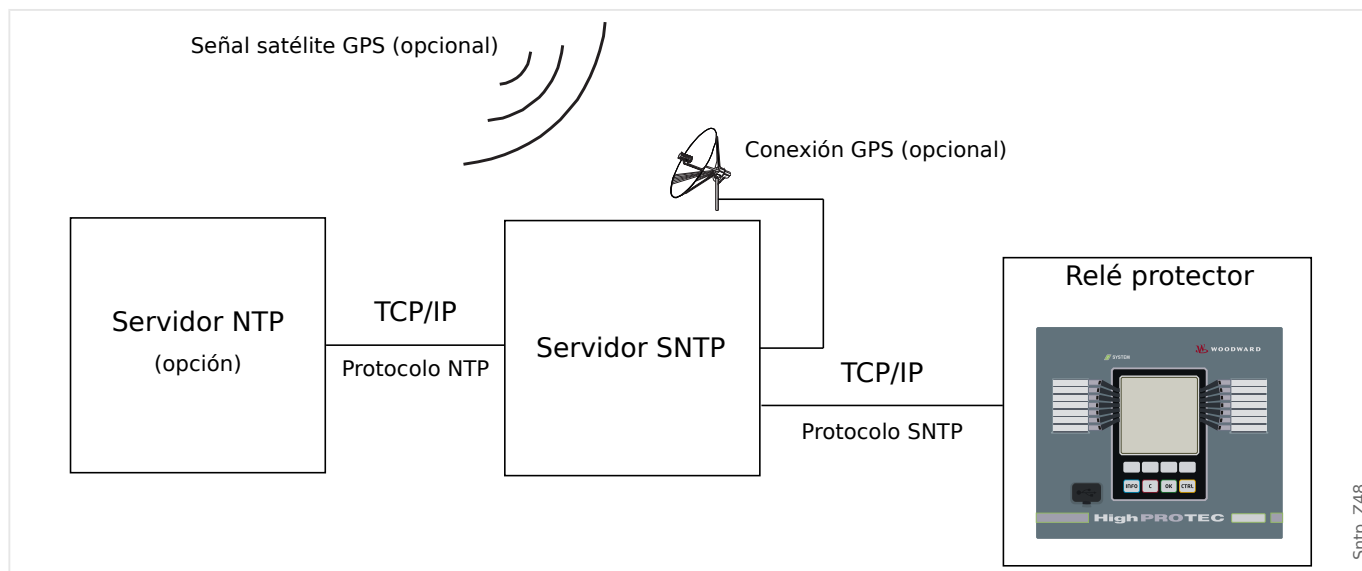 Señal satélite GPS (opcional)
Conexión GPS (opcional)
Servidor NTP
(opción)
TCP/IP
Protocolo NTP
Servidor SNTP
TCP/IP
Protocolo SNTP
Relé protector
WOODWARD
SYSTEM
INFO C OK CTRL
HighPROTEC
Sntp_Z48